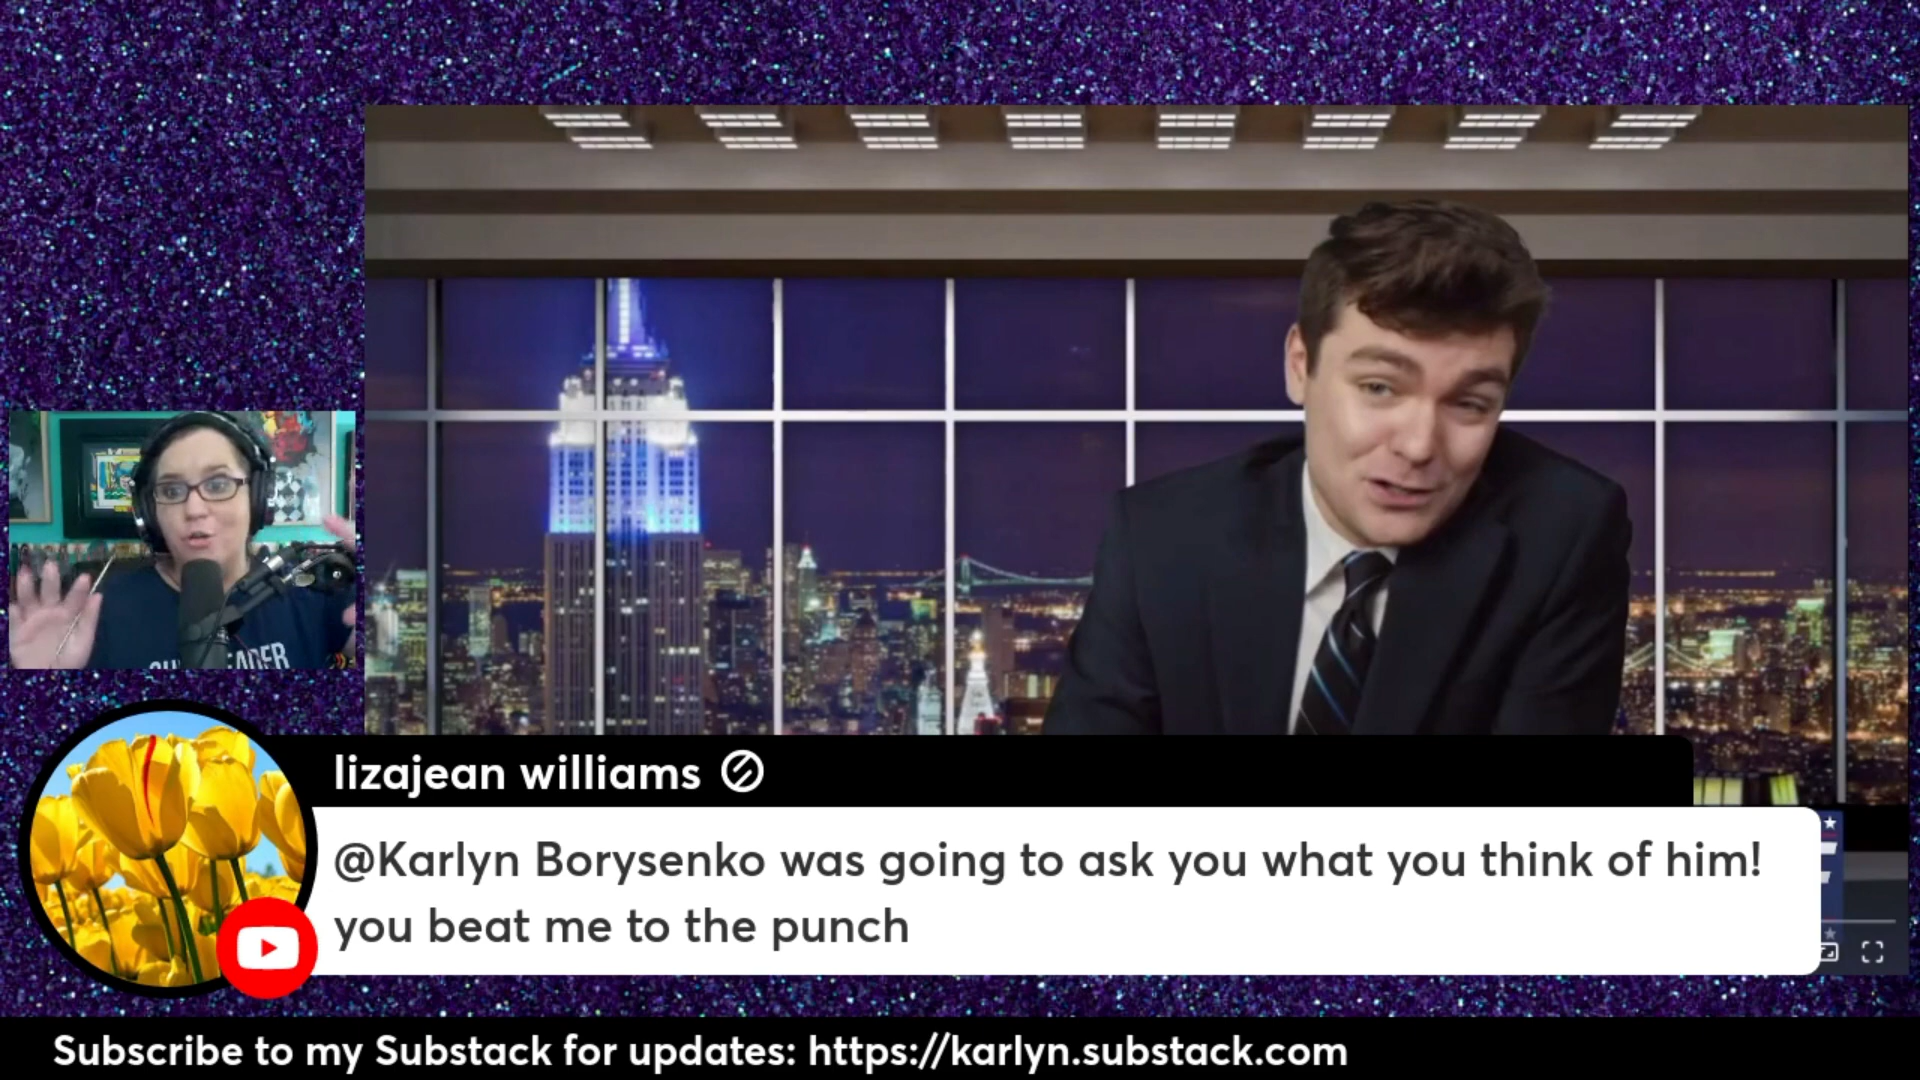 lizajean williams
@Karlyn Borysenko was going to ask you what you think of him!
you beat me to the punch
Subscribe to my Substack for updates: https://karlyn.substack.com